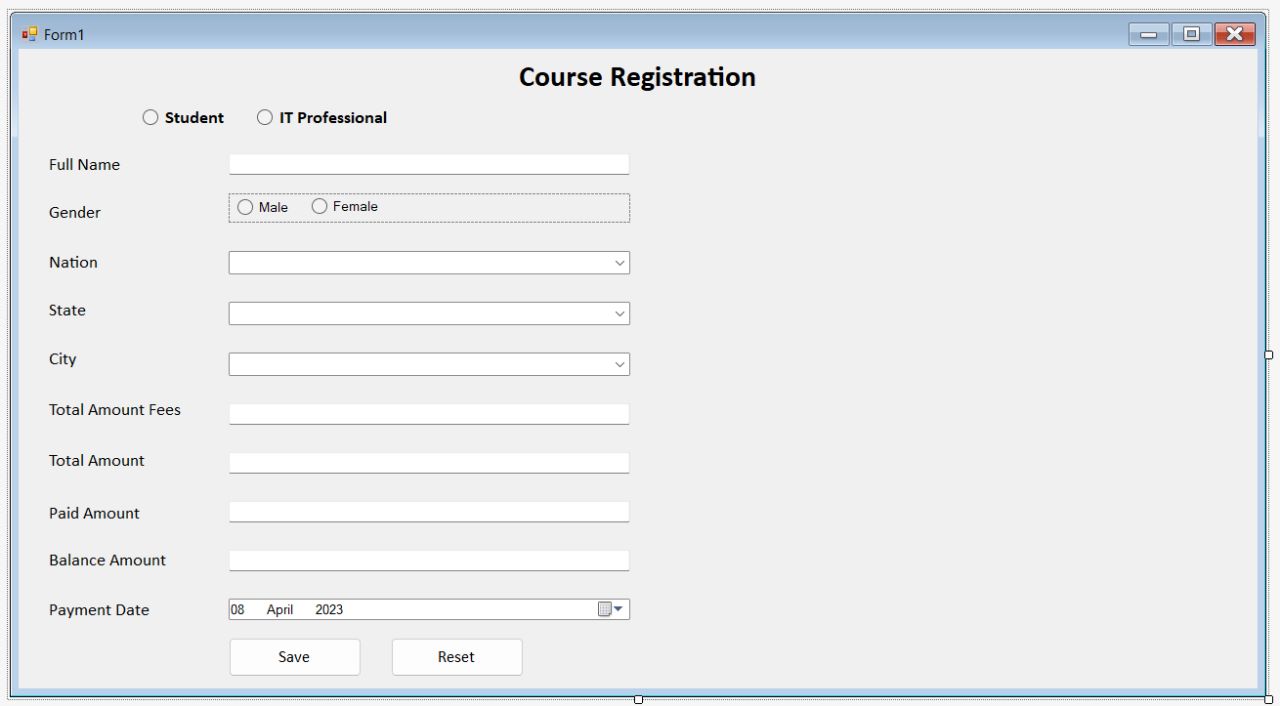 Form1
Course Registration
Student IT Professional
Full Name
Gender Male Female
Nation
State
City
Total Amount Fees
Total Amount
Paid Amount
Balance Amount
Payment Date 08 April 2023
Save Reset